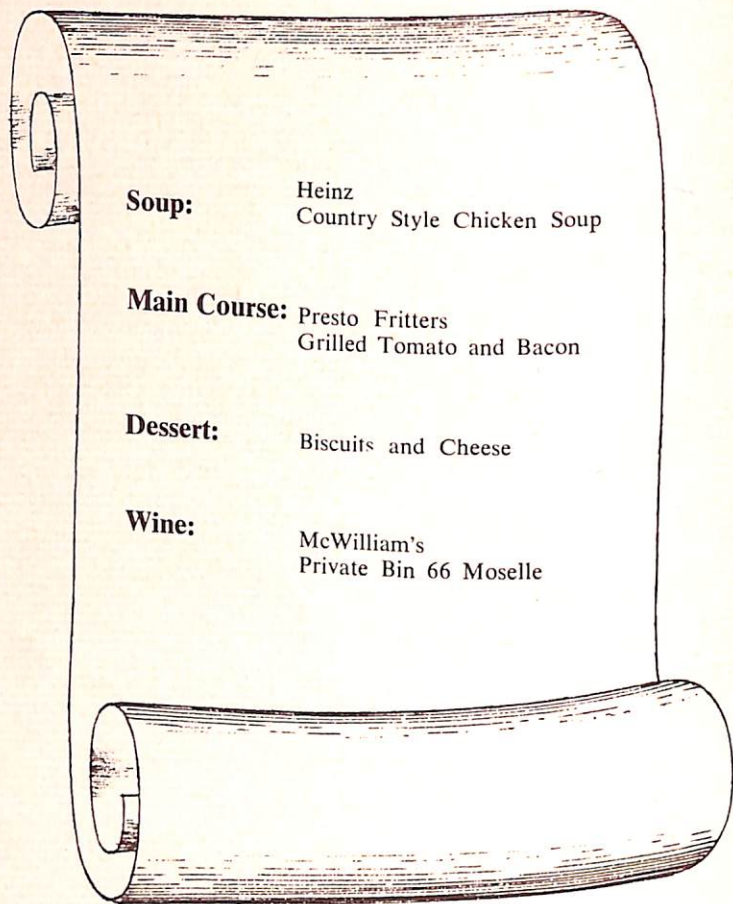 Soup: Heinz
Country Style Chicken Soup
Main Course: Presto Fritters
Grilled Tomato and Bacon
Dessert: Biscuits and Cheese
Wine: McWilliam's
Private Bin 66 Moselle